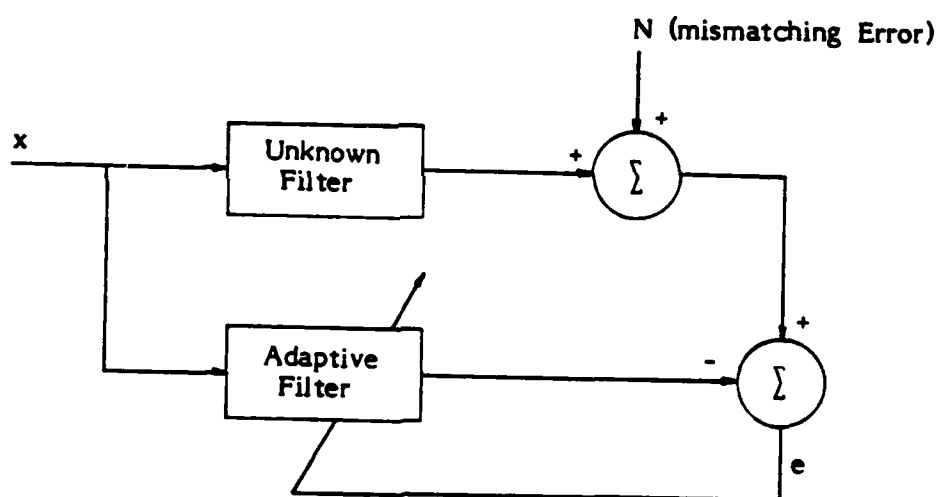 N (mismatching Error)
+
x
Unknown
Filter
+
Σ
+
Adaptive
Filter
-
Σ
e